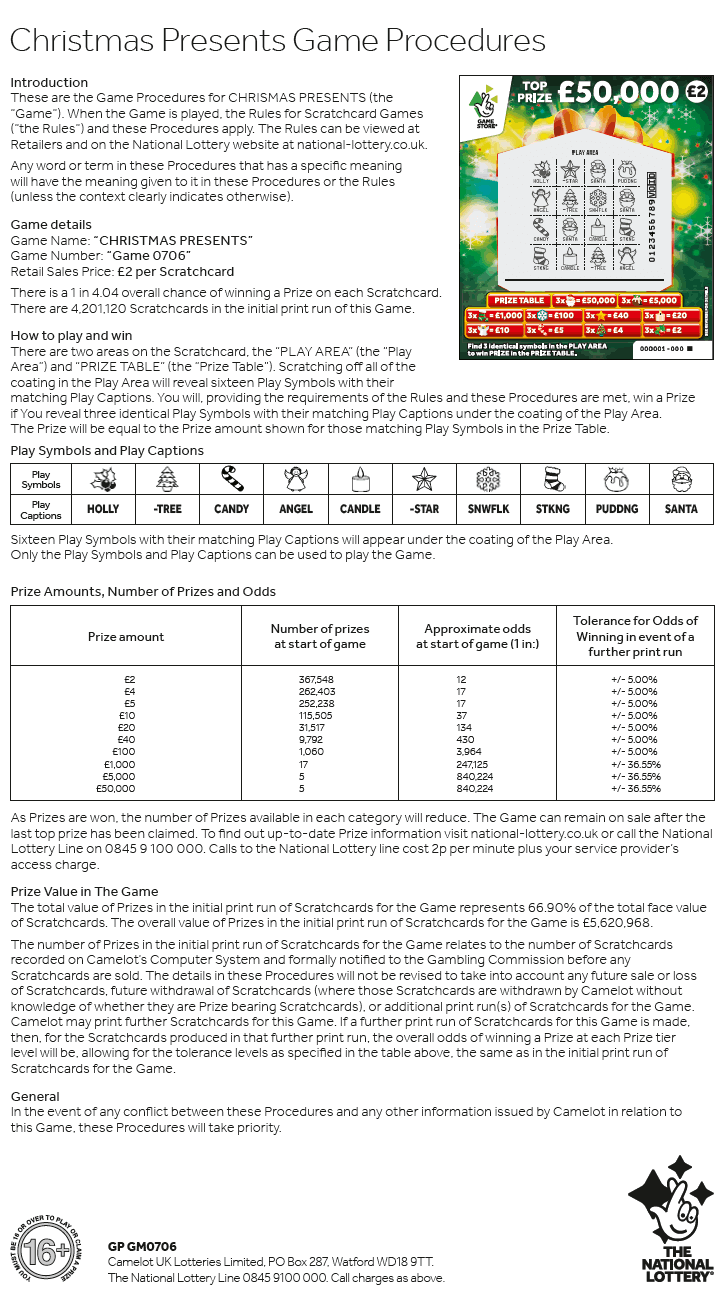 Christmas Presents Game Procedures
Introduction
These are the Game Procedures for CHRISMAS PRESENTS (the
“Game”). When the Game is played, the Rules for Scratchcard Games
(“the Rules”) and these Procedures apply. The Rules can be viewed at
Retailers and on the National Lottery website at national-lottery.co.uk.
Any word or term in these Procedures that has a specific meaning
will have the meaning given to it in these Procedures or the Rules
(unless the context clearly indicates otherwise).
Game details
Game Name: “CHRISTMAS PRESENTS”
Game Number: “Game 0706”
Retail Sales Price: £2 per Scratchcard
There is a 1 in 4.04 overall chance of winning a Prize on each Scratchcard.
There are 4,201,120 Scratchcards in the initial print run of this Game.
How to play and win
There are two areas on the Scratchcard, the “PLAY AREA” (the “Play
Area”) and “PRIZE TABLE” (the “Prize Table”). Scratching off all of the
coating in the Play Area will reveal sixteen Play Symbols with their
matching Play Captions. You will, providing the requirements of the Rules and these Procedures are met, win a Prize
if You reveal three identical Play Symbols with their matching Play Captions under the coating of the Play Area.
The Prize will be equal to the Prize amount shown for those matching Play Symbols in the Prize Table.
GAME STORE
TOP PRIZE £50,000 £2
PLAY AREA
HOLLY -STAR SANTA PUDDNG
ANGEL -TREE SNWFLK SANTA
CANDY SANTA CANDLE STKNG
STKNG CANDLE -TREE ANGEL
0123456789 VOID
PRIZE TABLE 3x = £50,000 3x = £5,000
3x = £1,000 3x = £100 3x = £40 3x = £20
3x = £10 3x = £5 3x = £4 3x = £2
Find 3 identical symbols in the PLAY AREA
to win PRIZE in the PRIZE TABLE.
000001-000
Play Symbols and Play Captions
Play Symbols
Play Captions HOLLY -TREE CANDY ANGEL CANDLE -STAR SNWFLK STKNG PUDDNG SANTA
Sixteen Play Symbols with their matching Play Captions will appear under the coating of the Play Area.
Only the Play Symbols and Play Captions can be used to play the Game.
Prize Amounts, Number of Prizes and Odds
Prize amount Number of prizes at start of game Approximate odds at start of game (1 in:) Tolerance for Odds of Winning in event of a further print run
£2 367,548 12 +/- 5.00%
£4 262,403 17 +/- 5.00%
£5 252,238 17 +/- 5.00%
£10 115,505 37 +/- 5.00%
£20 31,517 134 +/- 5.00%
£40 9,792 430 +/- 5.00%
£100 1,060 3,964 +/- 5.00%
£1,000 17 247,125 +/- 36.55%
£5,000 5 840,224 +/- 36.55%
£50,000 5 840,224 +/- 36.55%
As Prizes are won, the number of Prizes available in each category will reduce. The Game can remain on sale after the
last top prize has been claimed. To find out up-to-date Prize information visit national-lottery.co.uk or call the National
Lottery Line on 0845 9 100 000. Calls to the National Lottery line cost 2p per minute plus your service provider’s
access charge.
Prize Value in The Game
The total value of Prizes in the initial print run of Scratchcards for the Game represents 66.90% of the total face value
of Scratchcards. The overall value of Prizes in the initial print run of Scratchcards for the Game is £5,620,968.
The number of Prizes in the initial print run of Scratchcards for the Game relates to the number of Scratchcards
recorded on Camelot’s Computer System and formally notified to the Gambling Commission before any
Scratchcards are sold. The details in these Procedures will not be revised to take into account any future sale or loss
of Scratchcards, future withdrawal of Scratchcards (where those Scratchcards are withdrawn by Camelot without
knowledge of whether they are Prize bearing Scratchcards), or additional print run(s) of Scratchcards for the Game.
Camelot may print further Scratchcards for this Game. If a further print run of Scratchcards for this Game is made,
then, for the Scratchcards produced in that further print run, the overall odds of winning a Prize at each Prize tier
level will be, allowing for the tolerance levels as specified in the table above, the same as in the initial print run of
Scratchcards for the Game.
General
In the event of any conflict between these Procedures and any other information issued by Camelot in relation to
this Game, these Procedures will take priority.
YOU MUST BE 16 OR OVER TO PLAY OR CLAIM A PRIZE
16+
GP GM0706
Camelot UK Lotteries Limited, PO Box 287, Watford WD18 9TT.
The National Lottery Line 0845 9100 000. Call charges as above.
THE
NATIONAL
LOTTERY®